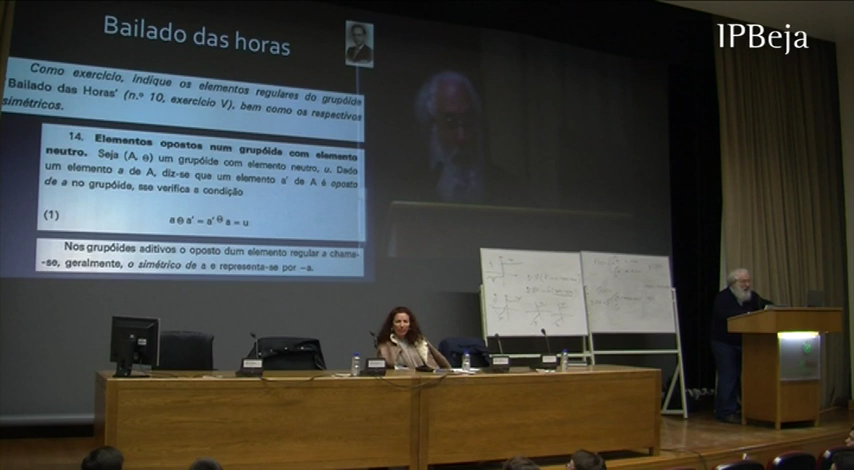 Bailado das horas
IPBeja
Como exercício, indique os elementos regulares do grupóide
'Bailado das Horas' (n.º 10, exercício V), bem como os respectivos
simétricos.
14. Elementos opostos num grupóide com elemento
neutro. Seja (A, ⊖) um grupóide com elemento neutro, u. Dado
um elemento a de A, diz-se que um elemento a' de A é oposto
de a no grupóide, sse verifica a condição
(1) a ⊖ a' = a' ⊖ a = u
Nos grupóides aditivos o oposto dum elemento regular a chama-
-se, geralmente, o simétrico de a e representa-se por -a.